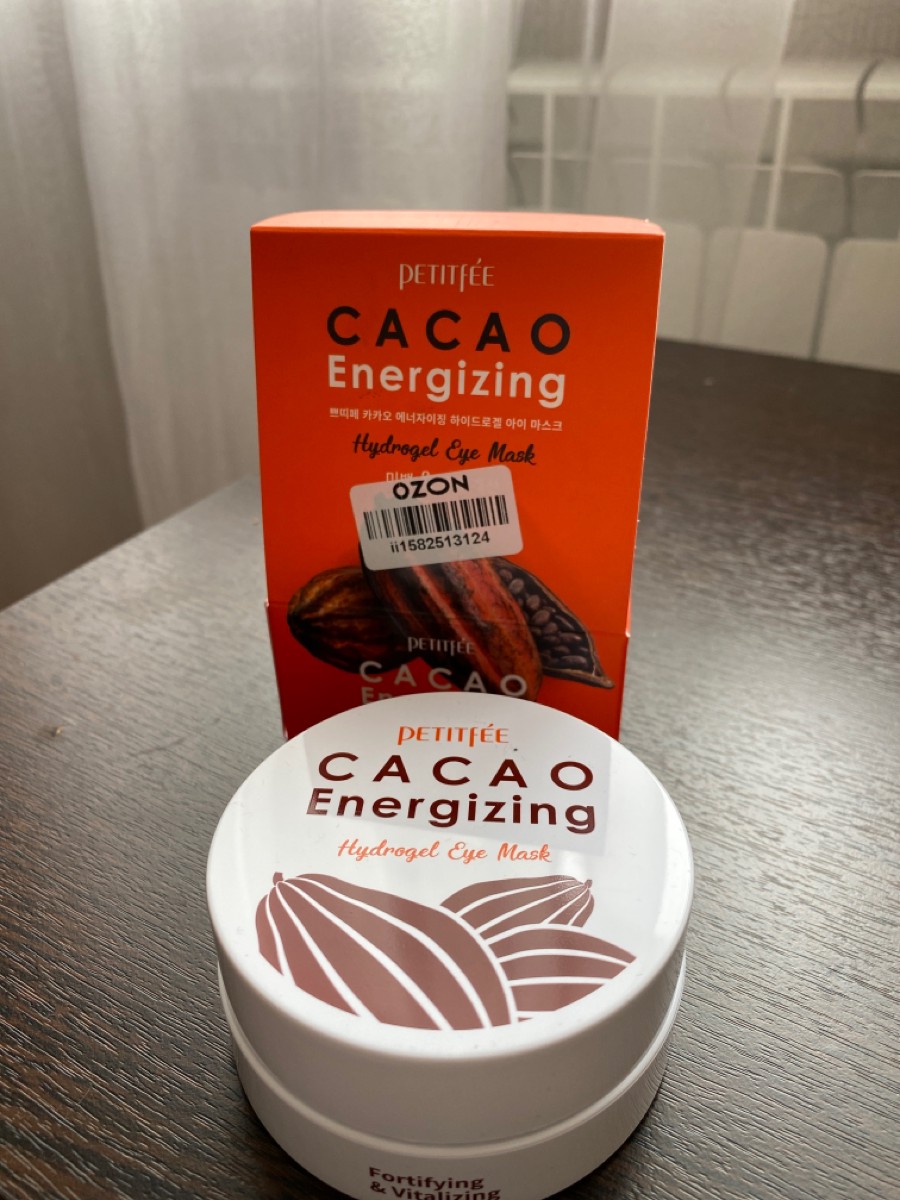 PETITFÉE
CACAO
Energizing
쁘띠페 카카오 에너자이징 하이드로겔 아이 마스크
Hydrogel Eye Mask
OZON
ii1582513124
PETITFÉE
CACAO
PETITFÉE
CACAO
Energizing
Hydrogel Eye Mask
Fortifying
& Vitalizing